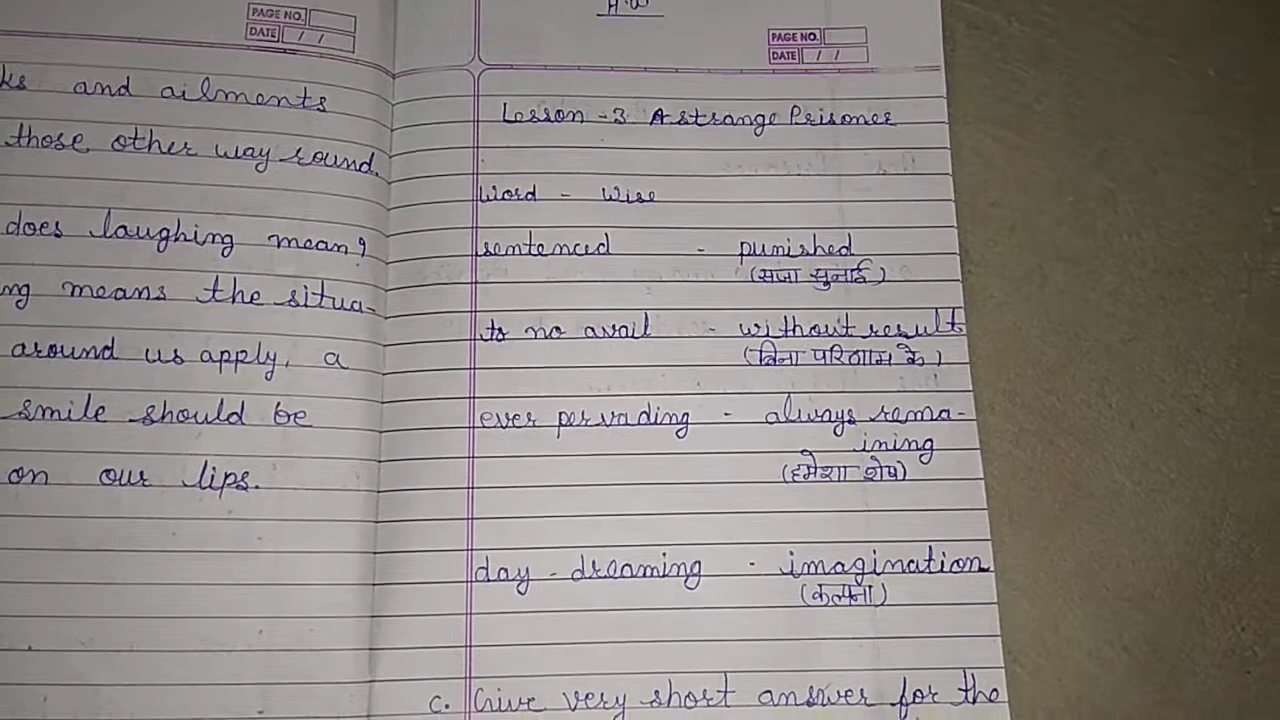 PAGE NO.
DATE / /
ks and ailments
those other way round.
does laughing mean?
ng means the situa-
around us apply, a
smile should be
on our lips.
H.W
PAGE NO.
DATE / /
Lesson -3 A strange Prisoner
Word - Wise
sentenced - punished
(सजा सुनाई)
to no avail - without result
(बिना परिणाम के)
ever pervading - always rema-
ining
(हमेशा शेष)
day - dreaming - imagination
(कल्पना)
C. Give very short answer for the